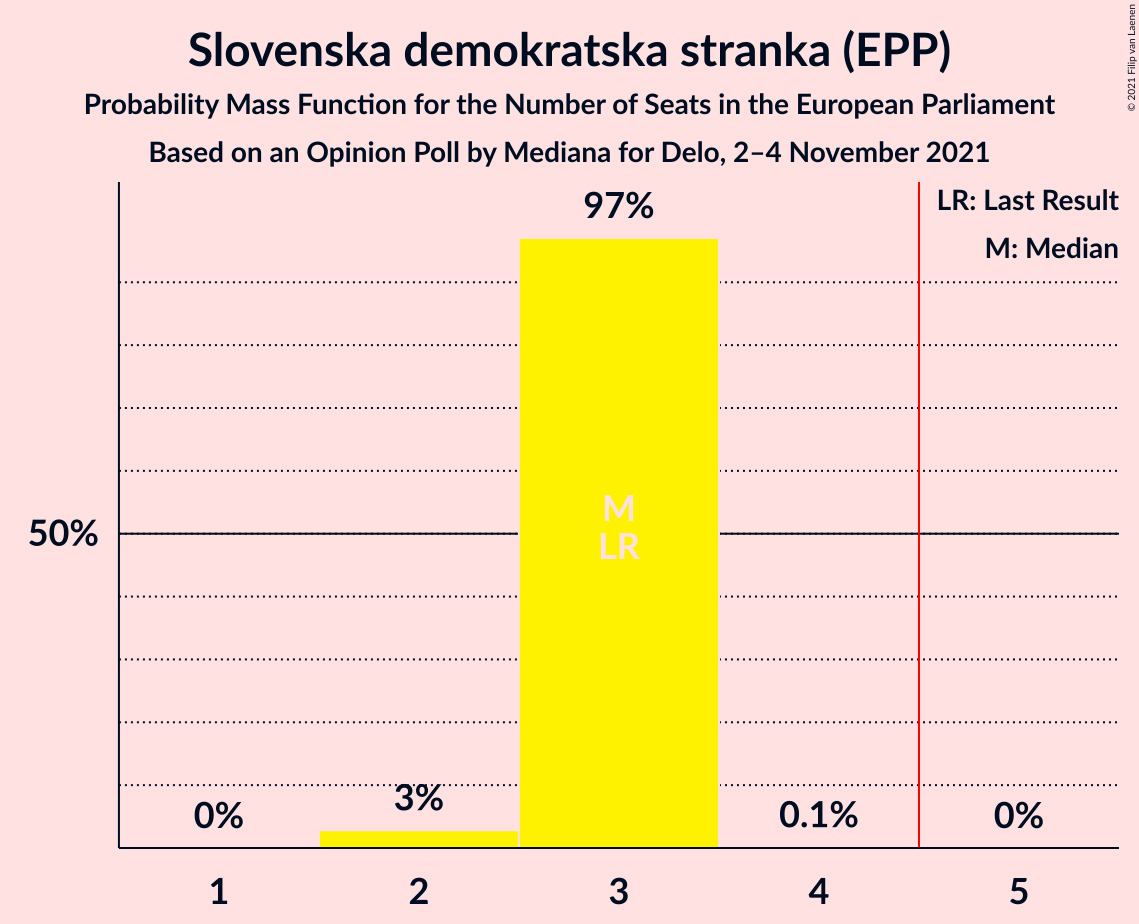 Slovenska demokratska stranka (EPP)
Probability Mass Function for the Number of Seats in the European Parliament
Based on an Opinion Poll by Mediana for Delo, 2–4 November 2021
© 2021 Filip van Laenen
LR: Last Result
M: Median
97%
M
50%
LR
3%
0%
0.1%
0%
1 2 3 4 5